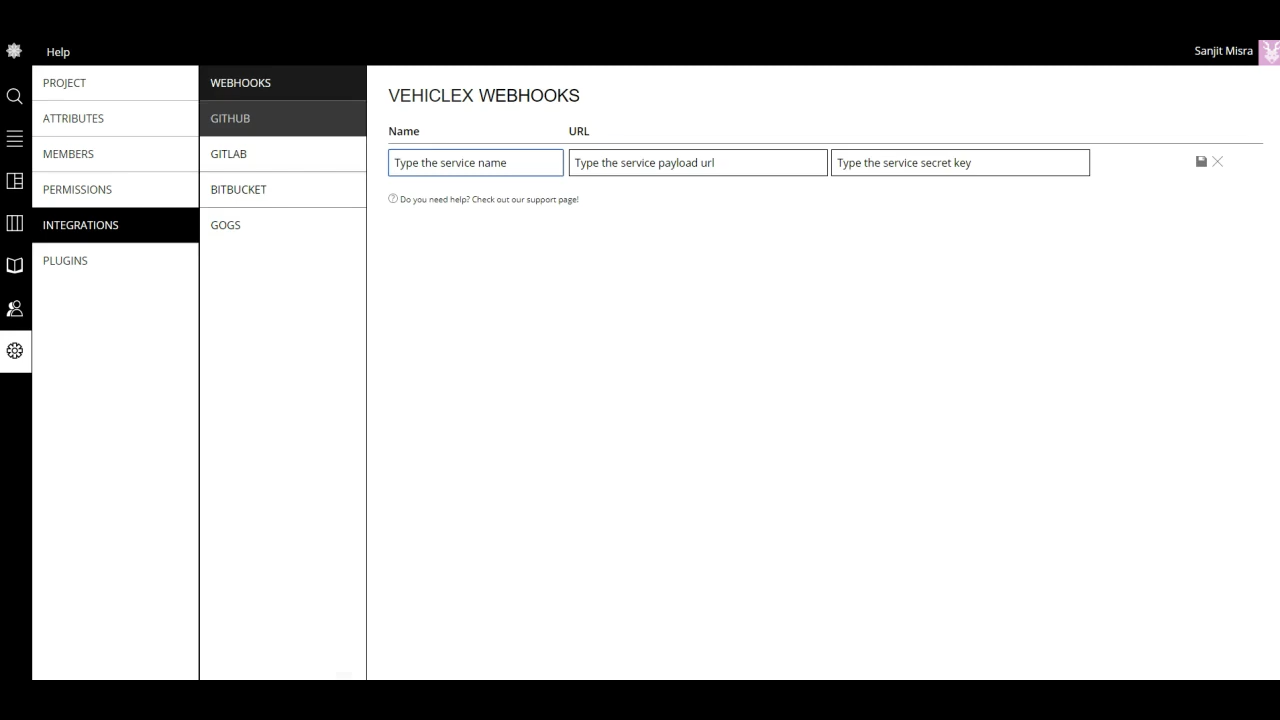 Help
Sanjit Misra
PROJECT
ATTRIBUTES
MEMBERS
PERMISSIONS
INTEGRATIONS
PLUGINS
WEBHOOKS
GITHUB
GITLAB
BITBUCKET
GOGS
VEHICLEX WEBHOOKS
Name URL
Type the service name Type the service payload url Type the service secret key
Do you need help? Check out our support page!